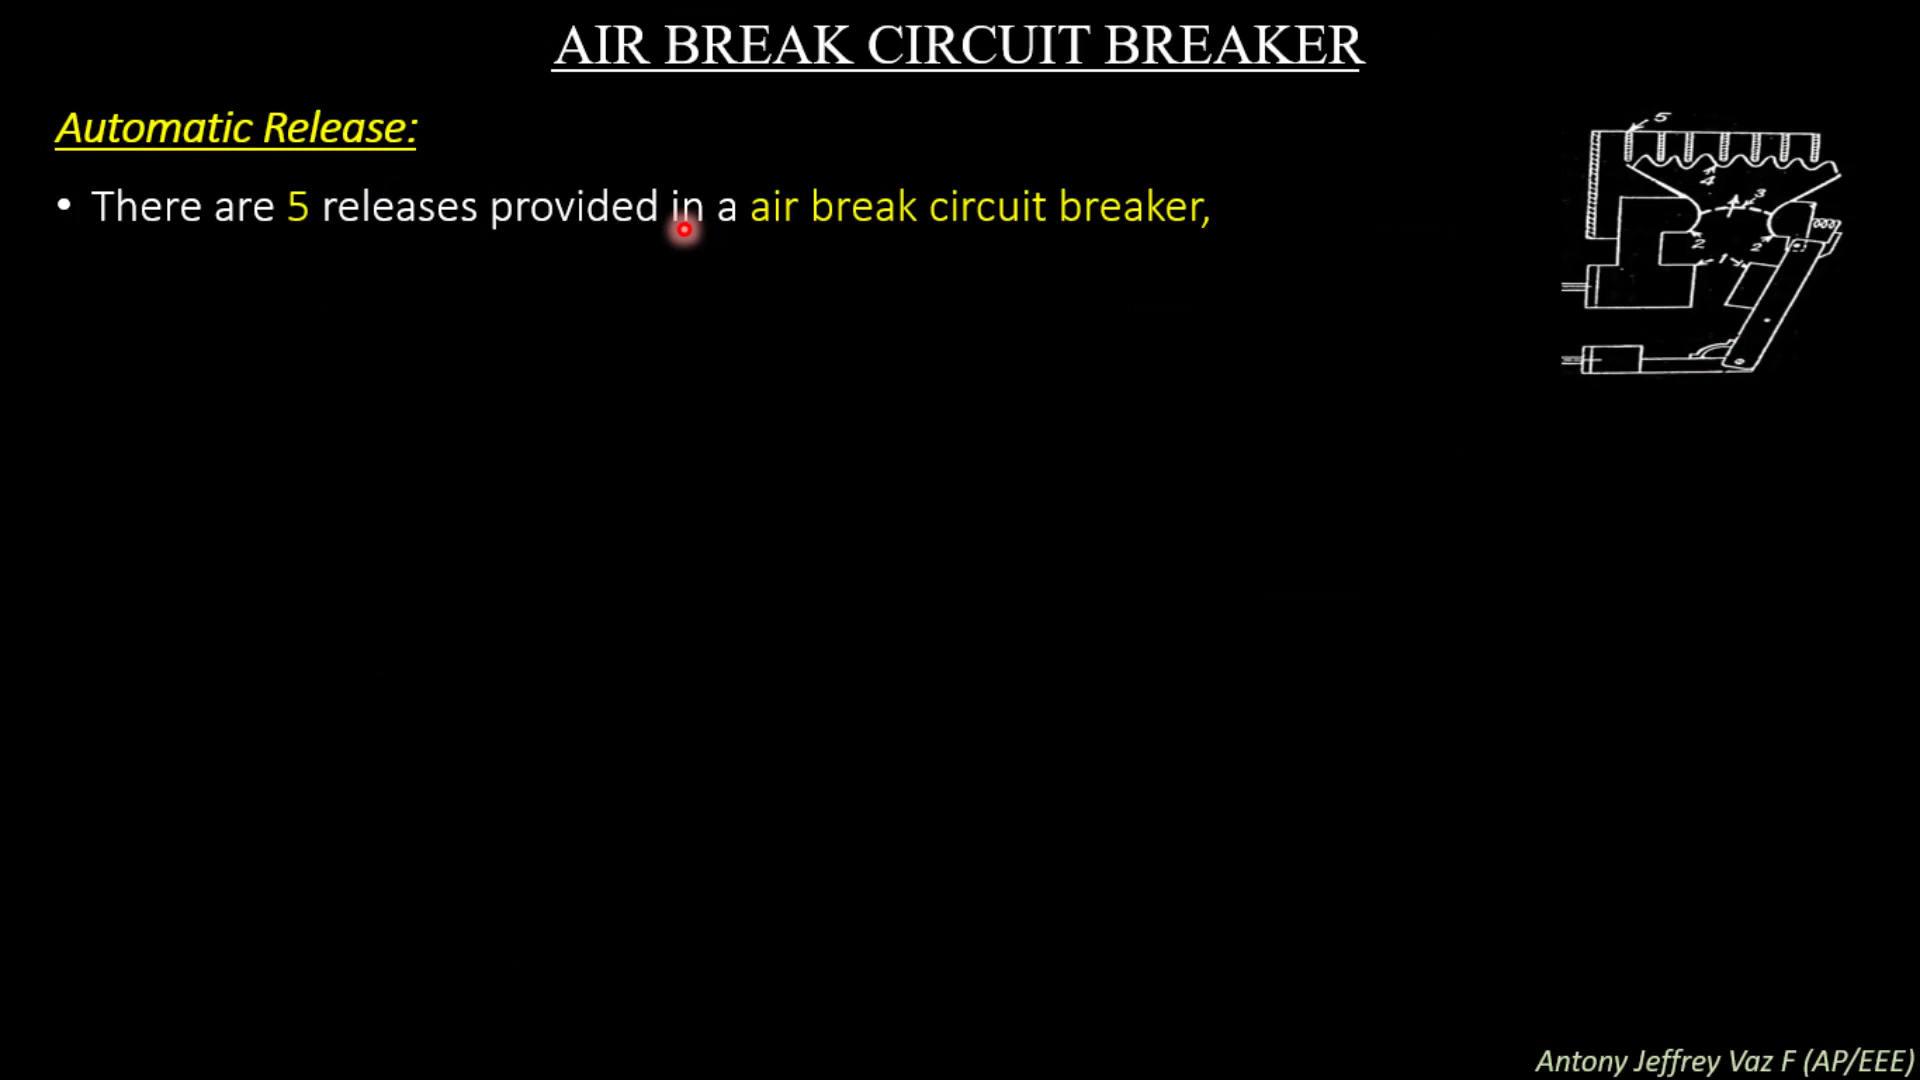 AIR BREAK CIRCUIT BREAKER
Automatic Release:
• There are 5 releases provided in a air break circuit breaker,
5
4
3
2
2
1
Antony Jeffrey Vaz F (AP/EEE)